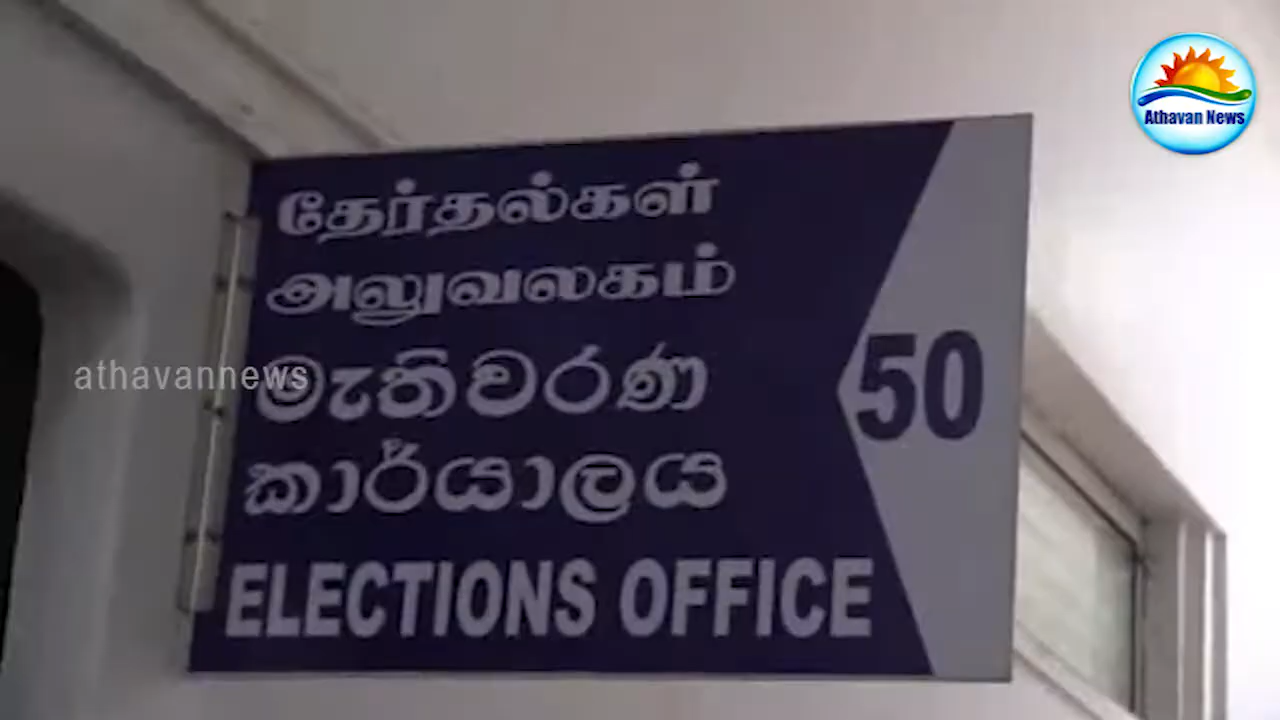 Athavan News
தேர்தல்கள்
அலுவலகம்
athavannews
මැතිවරණ
කාර්යාලය
50
ELECTIONS OFFICE